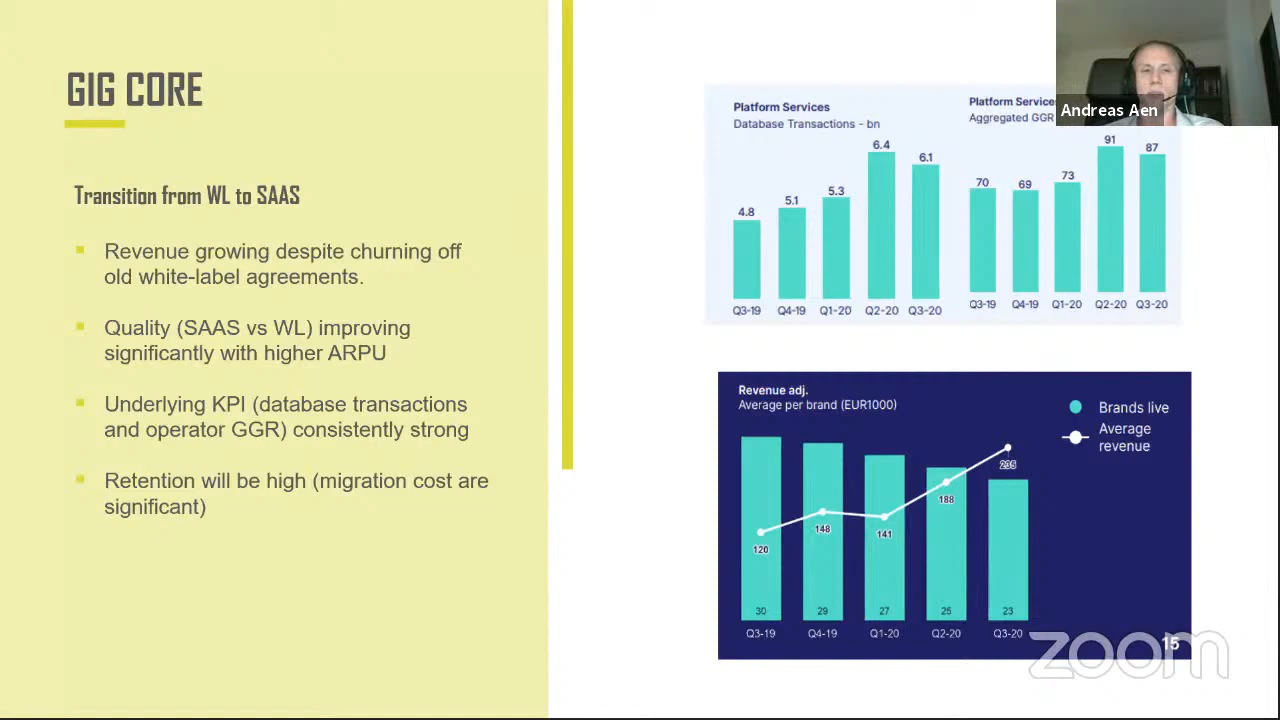 GIG CORE
Transition from WL to SAAS
Revenue growing despite churning off
old white-label agreements.
Quality (SAAS vs WL) improving
significantly with higher ARPU
Underlying KPI (database transactions
and operator GGR) consistently strong
Retention will be high (migration cost are
significant)
Platform Services
Database Transactions - bn
4.8
5.1
5.3
6.4
6.1
Q3-19
Q4-19
Q1-20
Q2-20
Q3-20
Platform Services
Aggregated GGR
70
69
73
91
87
Q3-19
Q4-19
Q1-20
Q2-20
Q3-20
Andreas Aen
Revenue adj.
Average per brand (EUR1000)
Brands live
Average
revenue
120
148
141
188
235
30
29
27
25
23
Q3-19
Q4-19
Q1-20
Q2-20
Q3-20
15
zoom